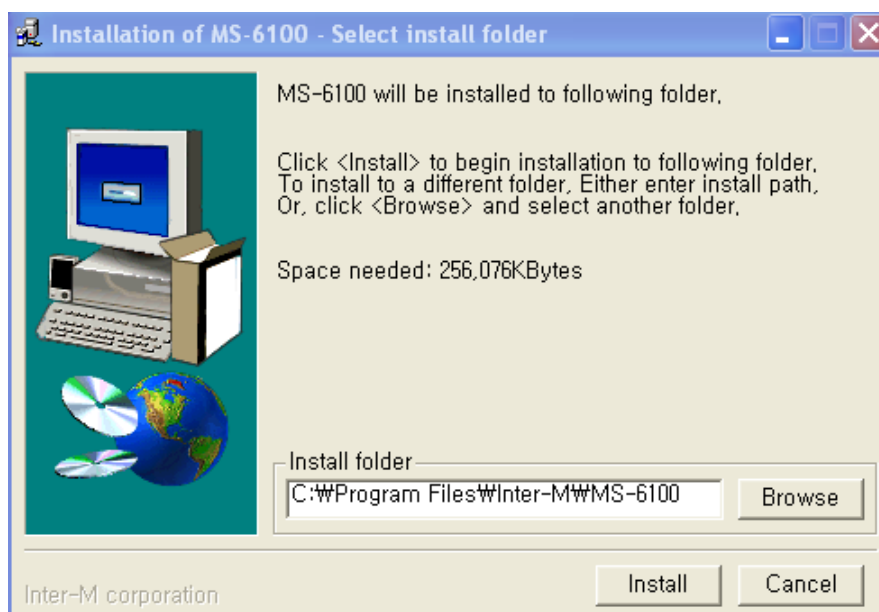 Installation of MS-6100 - Select install folder
MS-6100 will be installed to following folder,
Click <Install> to begin installation to following folder,
To install to a different folder, Either enter install path,
Or, click <Browse> and select another folder,
Space needed: 256,076KBytes
Install folder
C:₩Program Files₩Inter-M₩MS-6100
Browse
Inter-M corporation
Install
Cancel